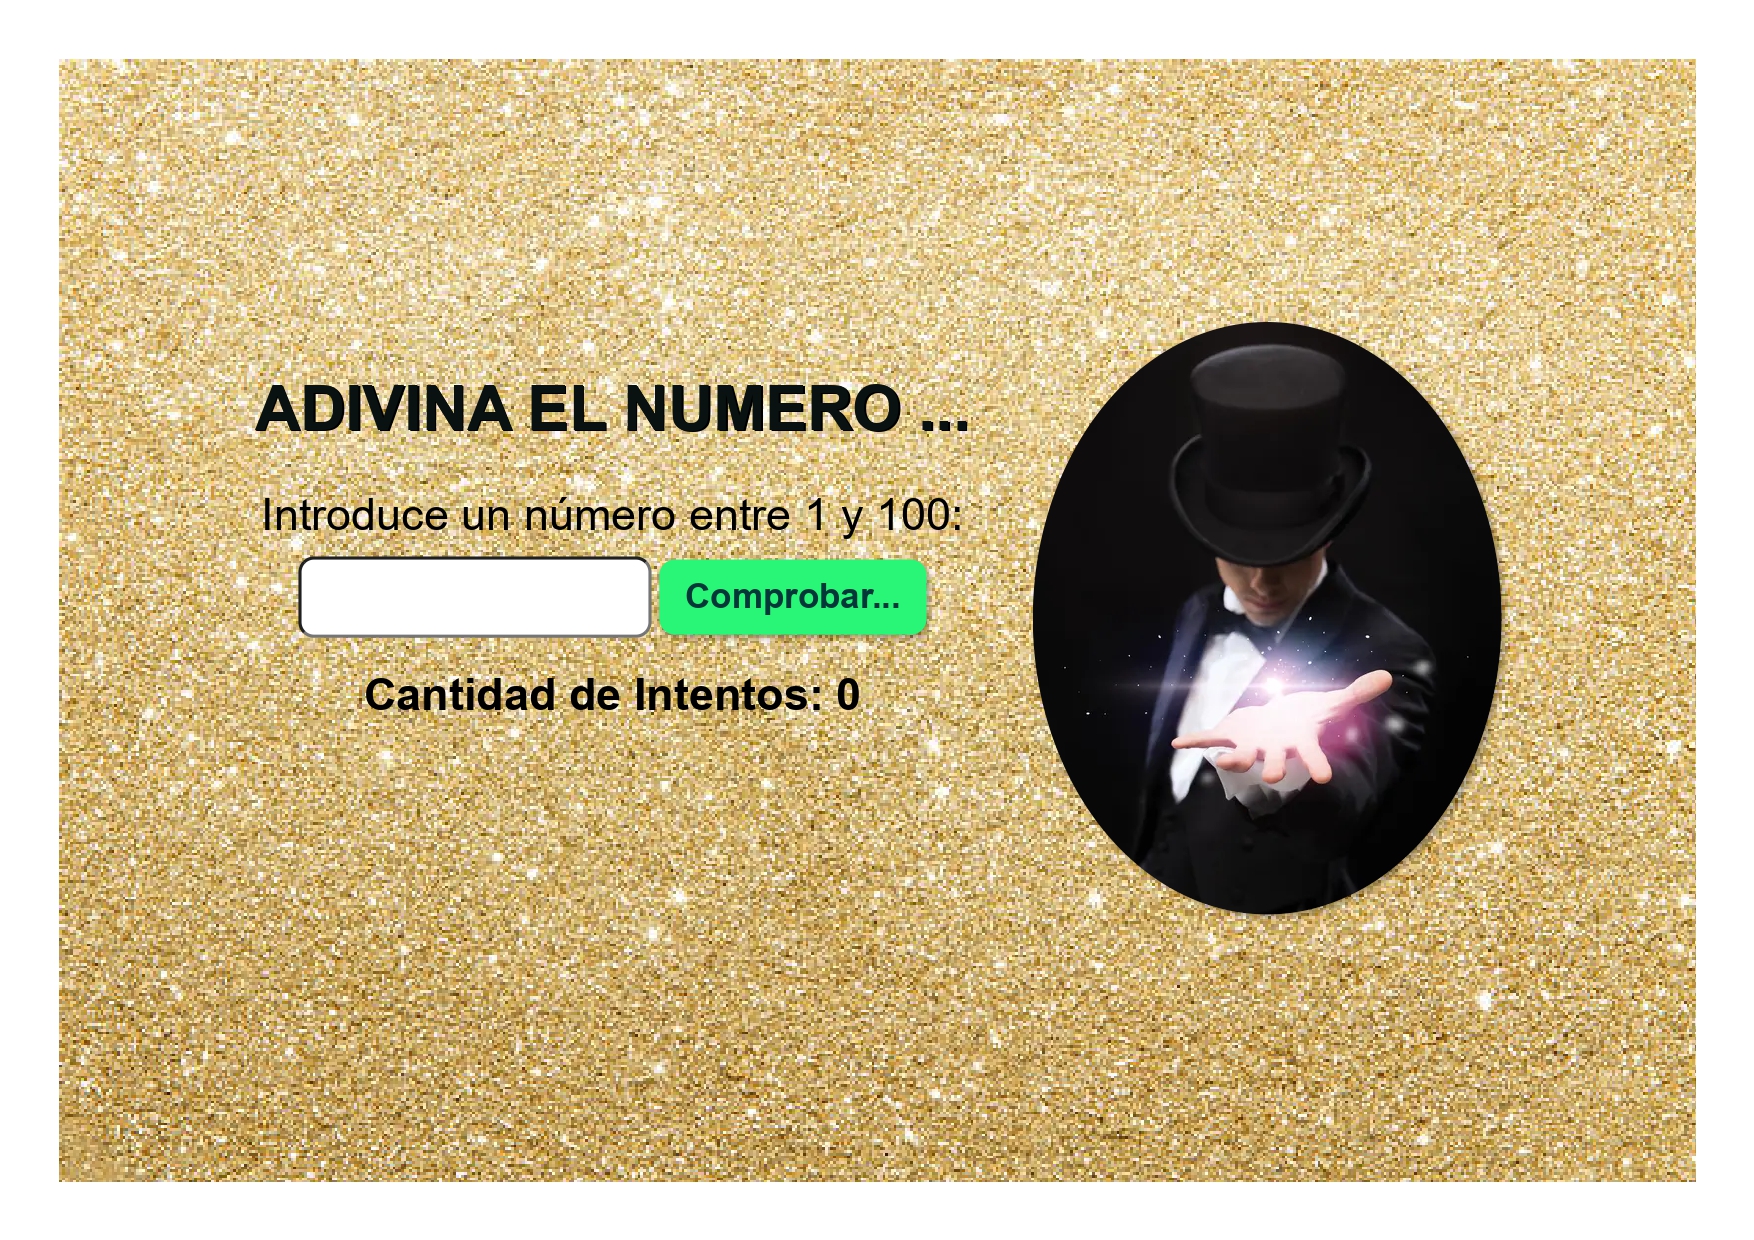 ADIVINA EL NUMERO ...
Introduce un número entre 1 y 100:
Comprobar...
Cantidad de Intentos: 0